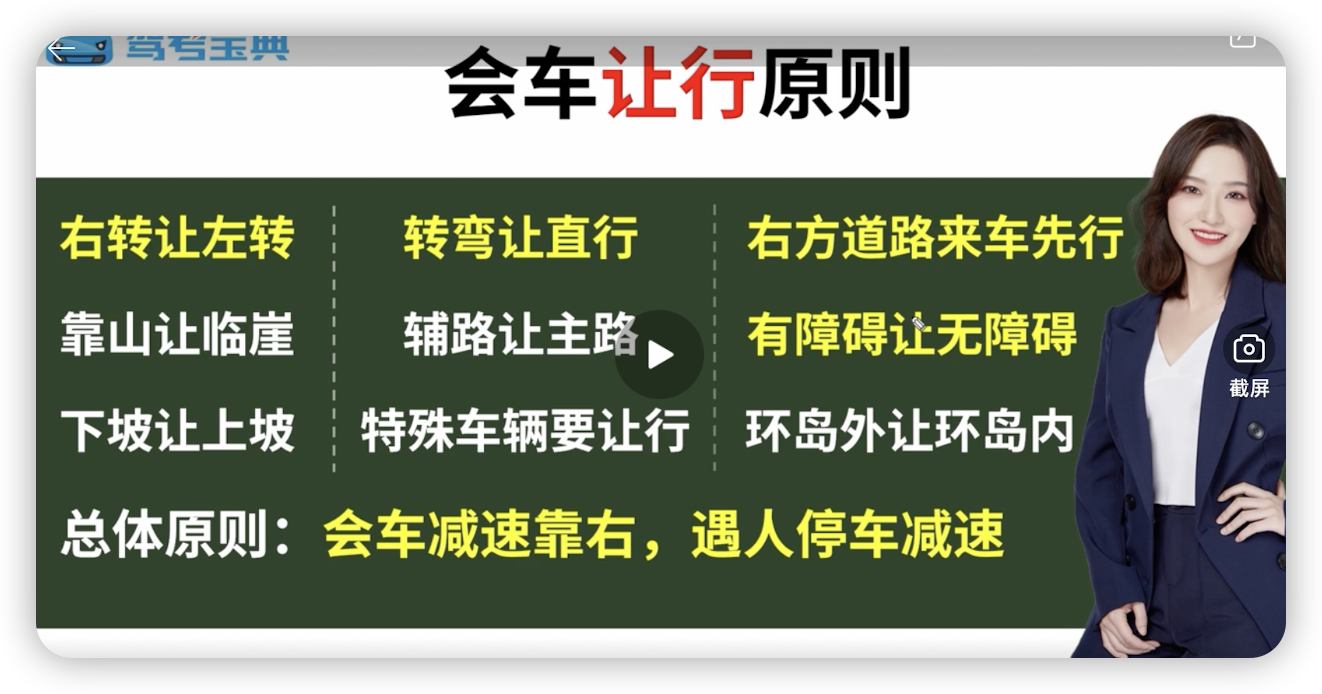 驾考宝典
会车让行原则
右转让左转 转弯让直行 右方道路来车先行
靠山让临崖 辅路让主路 有障碍让无障碍
下坡让上坡 特殊车辆要让行 环岛外让环岛内
总体原则：会车减速靠右，遇人停车减速
截屏